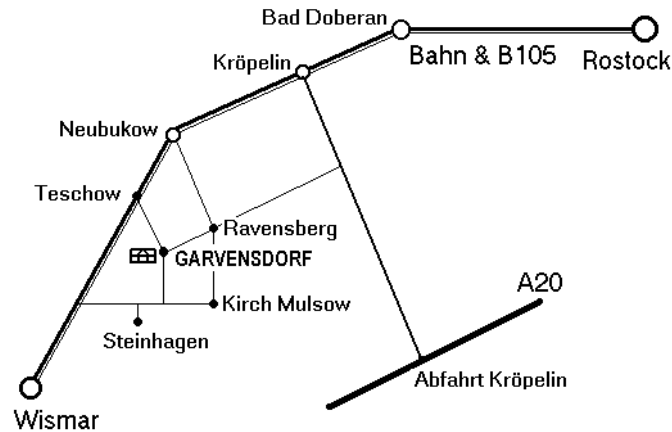 Bad Doberan
Bahn & B105
Rostock
Kröpelin
Neubukow
Teschow
Ravensberg
GARVENSDORF
A20
Kirch Mulsow
Steinhagen
Abfahrt Kröpelin
Wismar